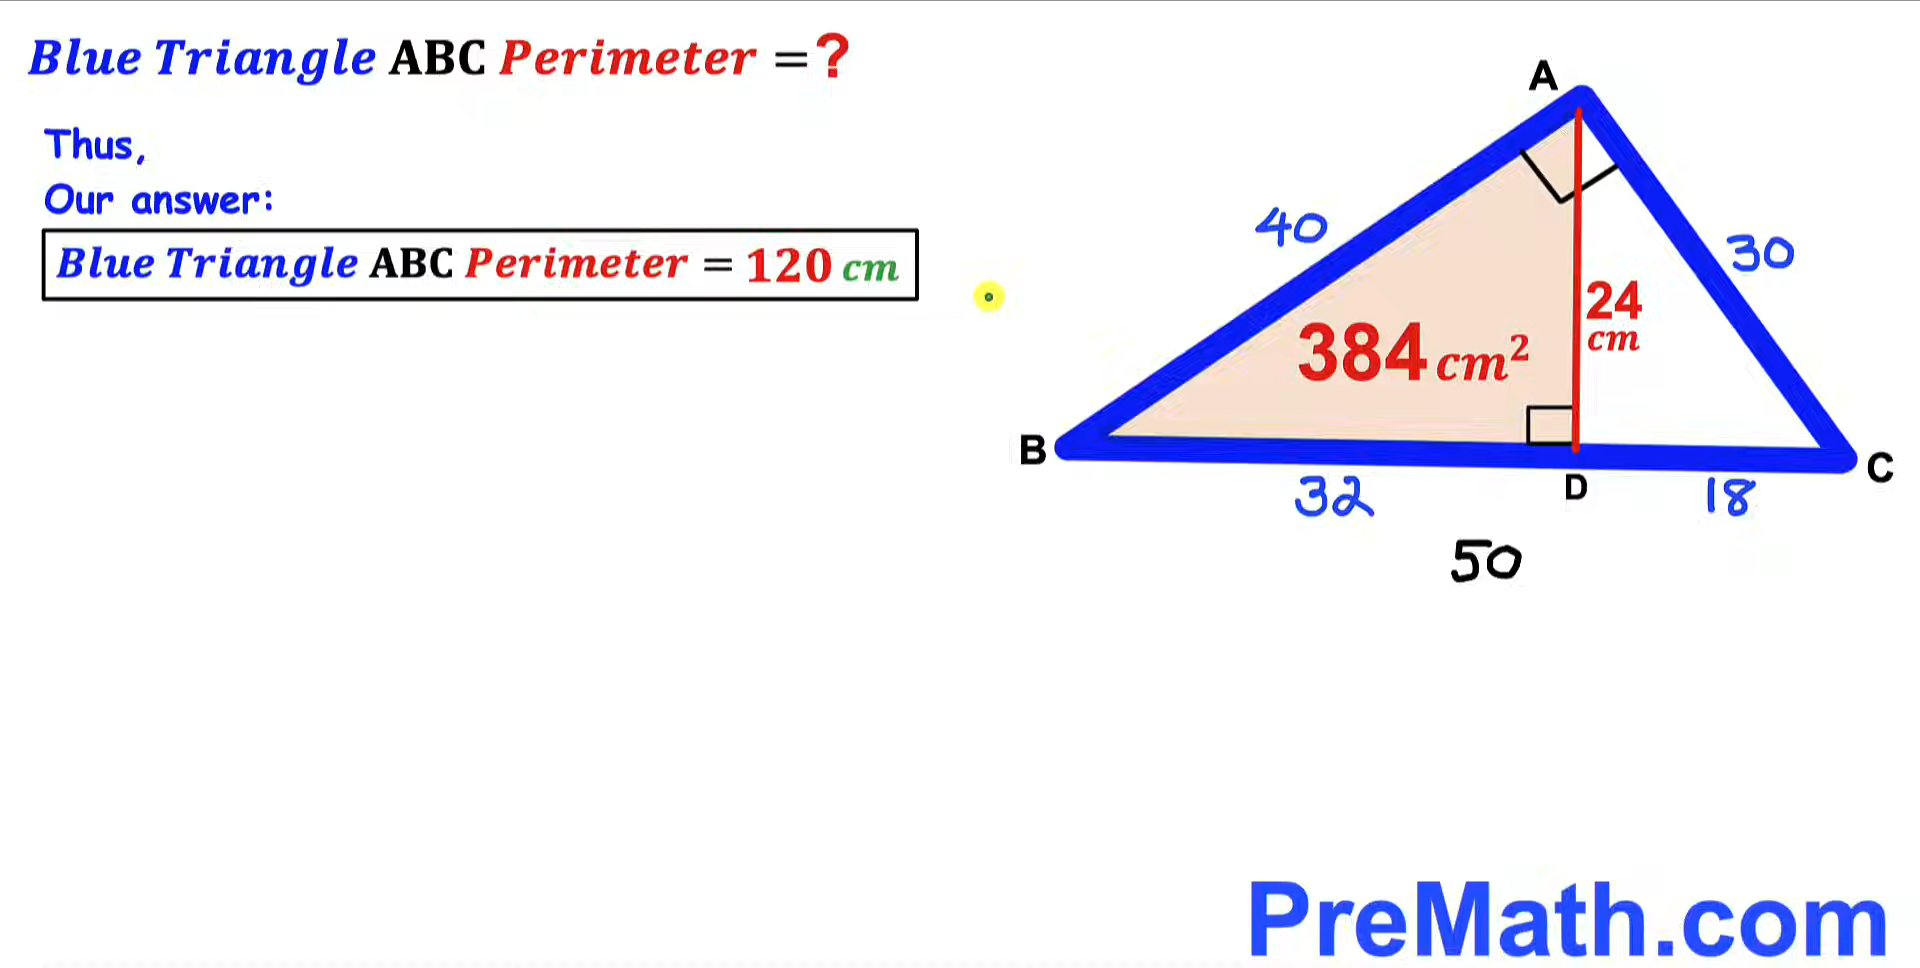 Blue Triangle ABC Perimeter =?
Thus,
Our answer:
Blue Triangle ABC Perimeter = 120 cm
A
40
30
24
cm
384 cm²
B
C
32
D
18
50
PreMath.com